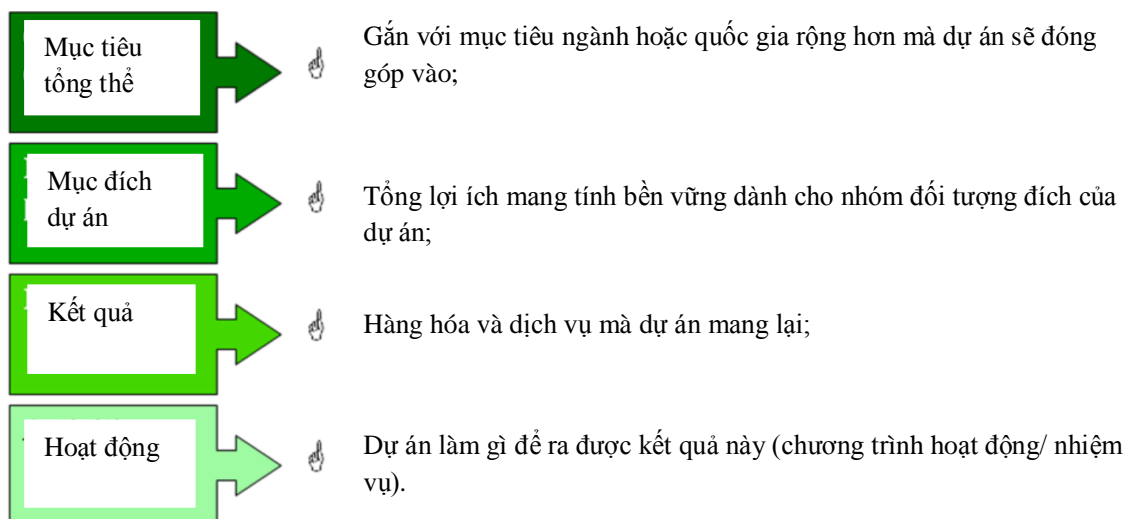 Mục tiêu
tổng thể
Gắn với mục tiêu ngành hoặc quốc gia rộng hơn mà dự án sẽ đóng
góp vào;
Mục đích
dự án
Tổng lợi ích mang tính bền vững dành cho nhóm đối tượng đích của
dự án;
Kết quả
Hàng hóa và dịch vụ mà dự án mang lại;
Hoạt động
Dự án làm gì để ra được kết quả này (chương trình hoạt động/ nhiệm
vụ).